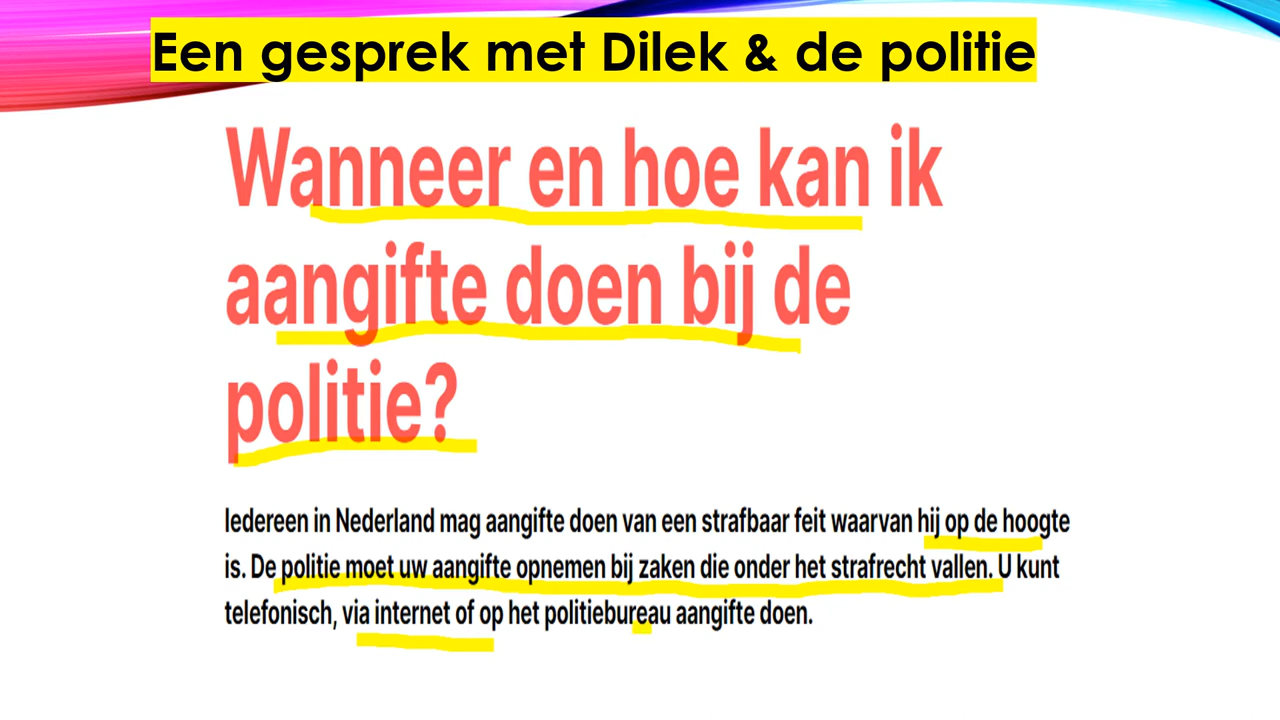 Een gesprek met Dilek & de politie
Wanneer en hoe kan ik
aangifte doen bij de
politie?
Iedereen in Nederland mag aangifte doen van een strafbaar feit waarvan hij op de hoogte
is. De politie moet uw aangifte opnemen bij zaken die onder het strafrecht vallen. U kunt
telefonisch, via internet of op het politiebureau aangifte doen.